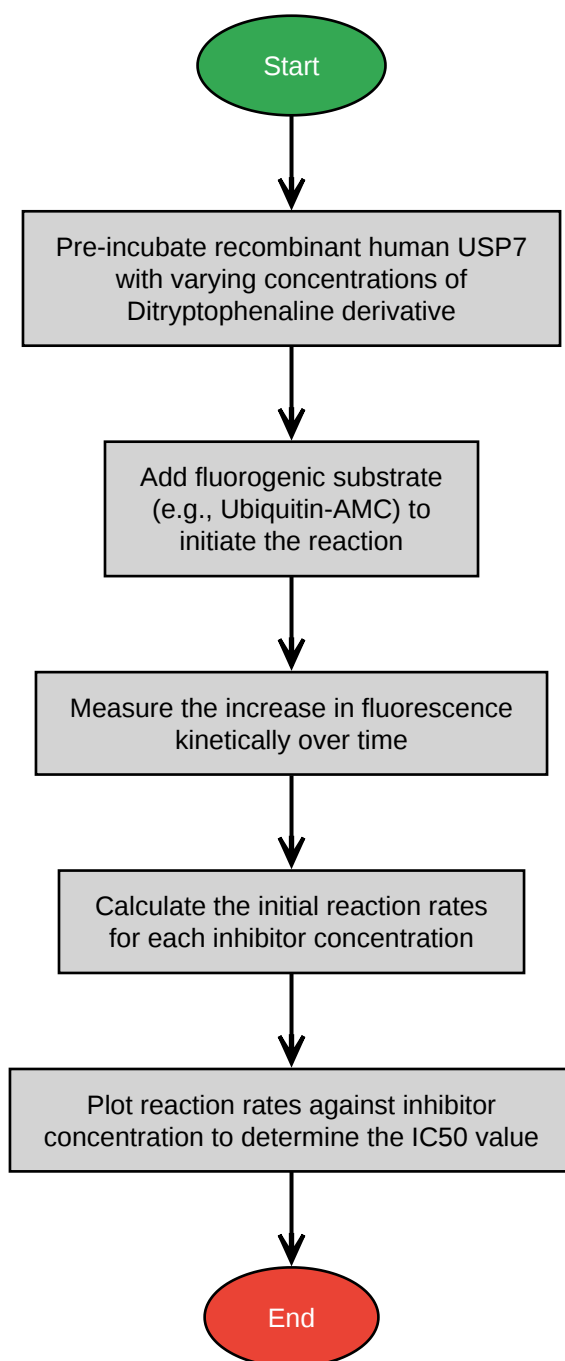 Start
Pre-incubate recombinant human USP7
with varying concentrations of
Ditryptophenaline derivative
Add fluorogenic substrate
(e.g., Ubiquitin-AMC) to
initiate the reaction
Measure the increase in fluorescence
kinetically over time
Calculate the initial reaction rates
for each inhibitor concentration
Plot reaction rates against inhibitor
concentration to determine the IC50 value
End